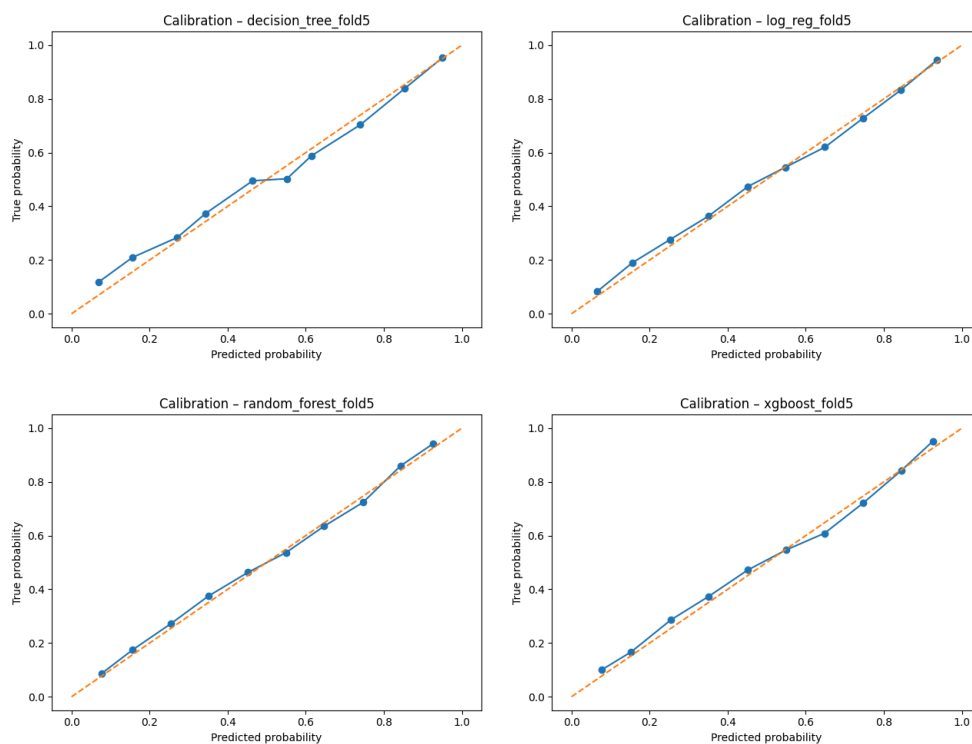 Calibration – decision_tree_fold5
1.0
0.8
0.6
0.4
0.2
0.0
True probability
0.0 0.2 0.4 0.6 0.8 1.0
Predicted probability
Calibration – log_reg_fold5
1.0
0.8
0.6
0.4
0.2
0.0
True probability
0.0 0.2 0.4 0.6 0.8 1.0
Predicted probability
Calibration – random_forest_fold5
1.0
0.8
0.6
0.4
0.2
0.0
True probability
0.0 0.2 0.4 0.6 0.8 1.0
Predicted probability
Calibration – xgboost_fold5
1.0
0.8
0.6
0.4
0.2
0.0
True probability
0.0 0.2 0.4 0.6 0.8 1.0
Predicted probability